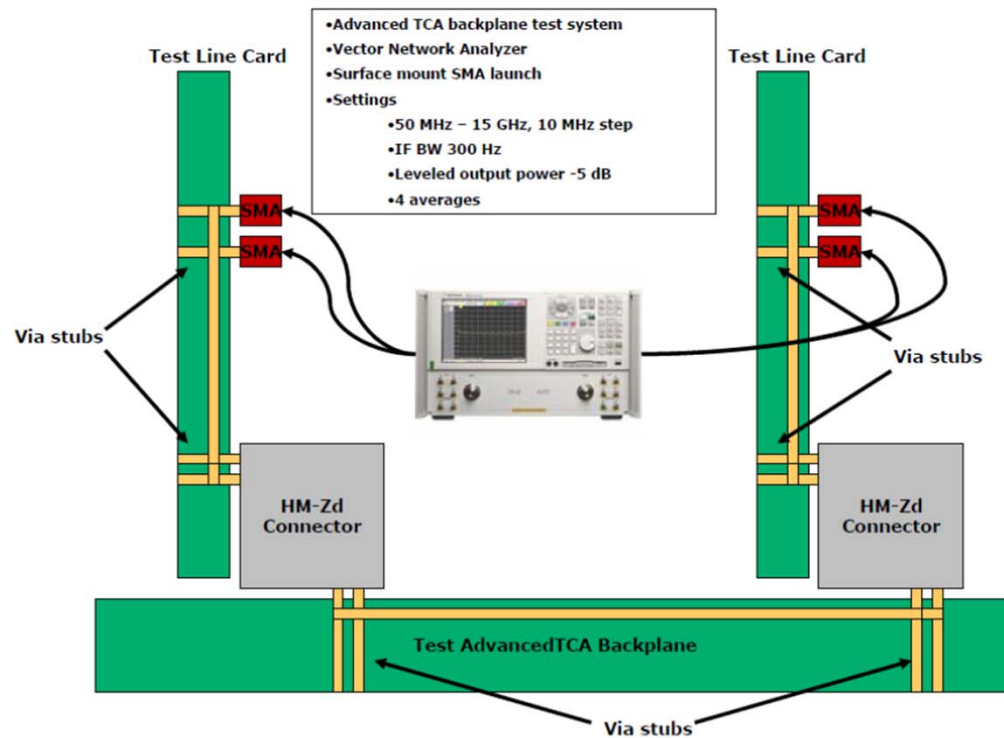 •Advanced TCA backplane test system
•Vector Network Analyzer
•Surface mount SMA launch
•Settings
•50 MHz – 15 GHz, 10 MHz step
•IF BW 300 Hz
•Leveled output power -5 dB
•4 averages
Test Line Card
Test Line Card
SMA
SMA
SMA
SMA
Via stubs
Via stubs
HM-Zd
Connector
HM-Zd
Connector
Test AdvancedTCA Backplane
Via stubs